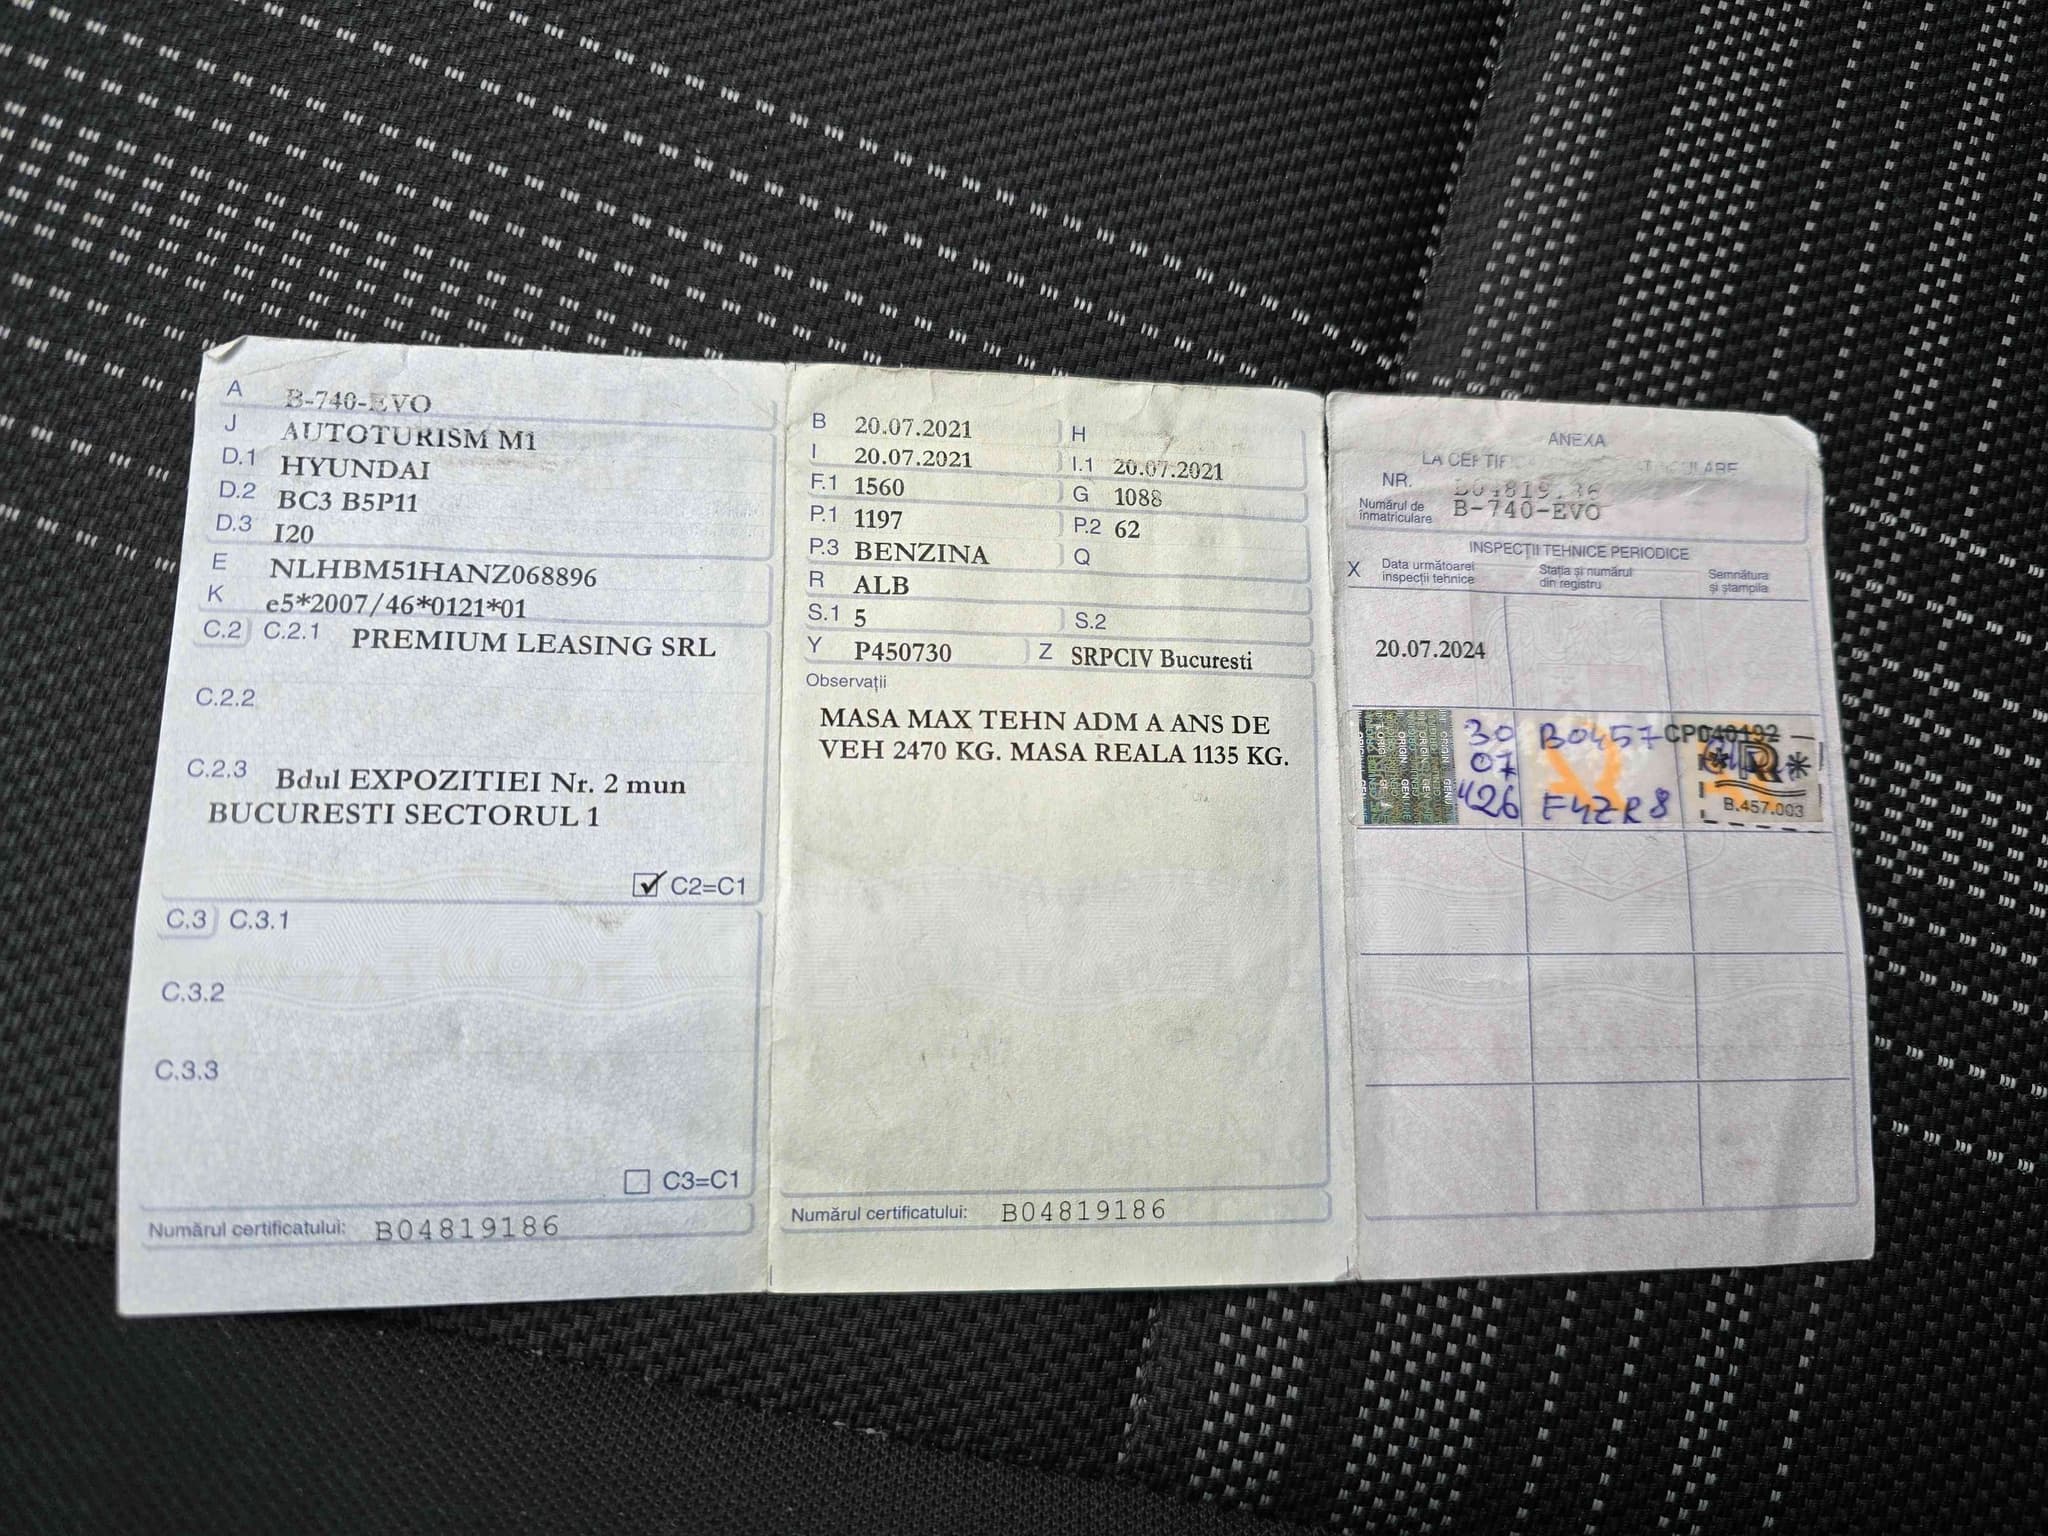 A B-740-EVO
J AUTOTURISM M1
D.1 HYUNDAI
D.2 BC3 B5P11
D.3 I20
E NLHBM51HANZ068896
K e5*2007/46*0121*01
C.2 C.2.1 PREMIUM LEASING SRL
C.2.2
C.2.3 Bdul EXPOZITIEI Nr. 2 mun
BUCURESTI SECTORUL 1
C2=C1
C.3 C.3.1
C.3.2
C.3.3
C3=C1
Numărul certificatului: B04819186
B 20.07.2021 H
I 20.07.2021 I.1 20.07.2021
F.1 1560 G 1088
P.1 1197 P.2 62
P.3 BENZINA Q
R ALB
S.1 5 S.2
Y P450730 Z SRPCIV Bucuresti
Observații
MASA MAX TEHN ADM A ANS DE
VEH 2470 KG. MASA REALA 1135 KG.
Numărul certificatului: B04819186
ANEXA
LA
NR.
Numărul de
înmatriculare B-740-EVO
INSPECȚII TEHNICE PERIODICE
X Data următoarei
inspecții tehnice
Stația și numărul
din registru
Semnătura
și ștampila
20.07.2024
30 B0457 CP040192
07
426 F4ZR8 B.457.003